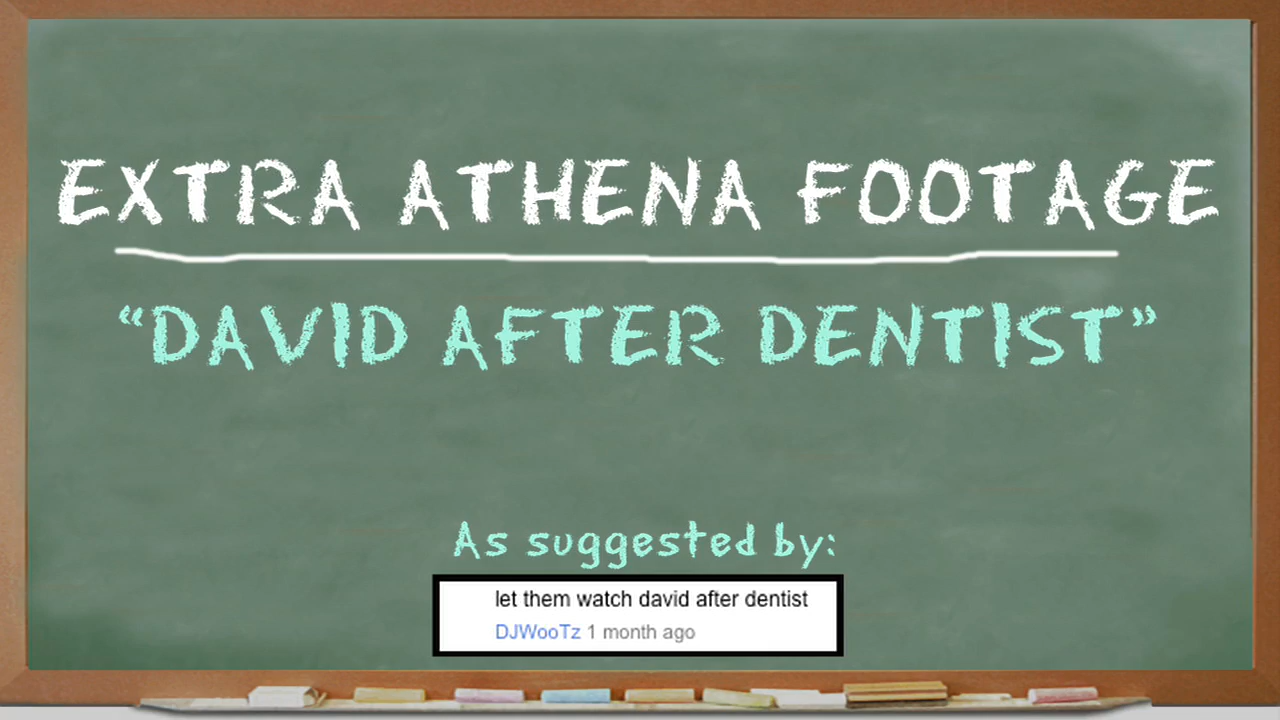 EXTRA ATHENA FOOTAGE
“DAVID AFTER DENTIST”
As suggested by:
let them watch david after dentist
DJWooTz 1 month ago